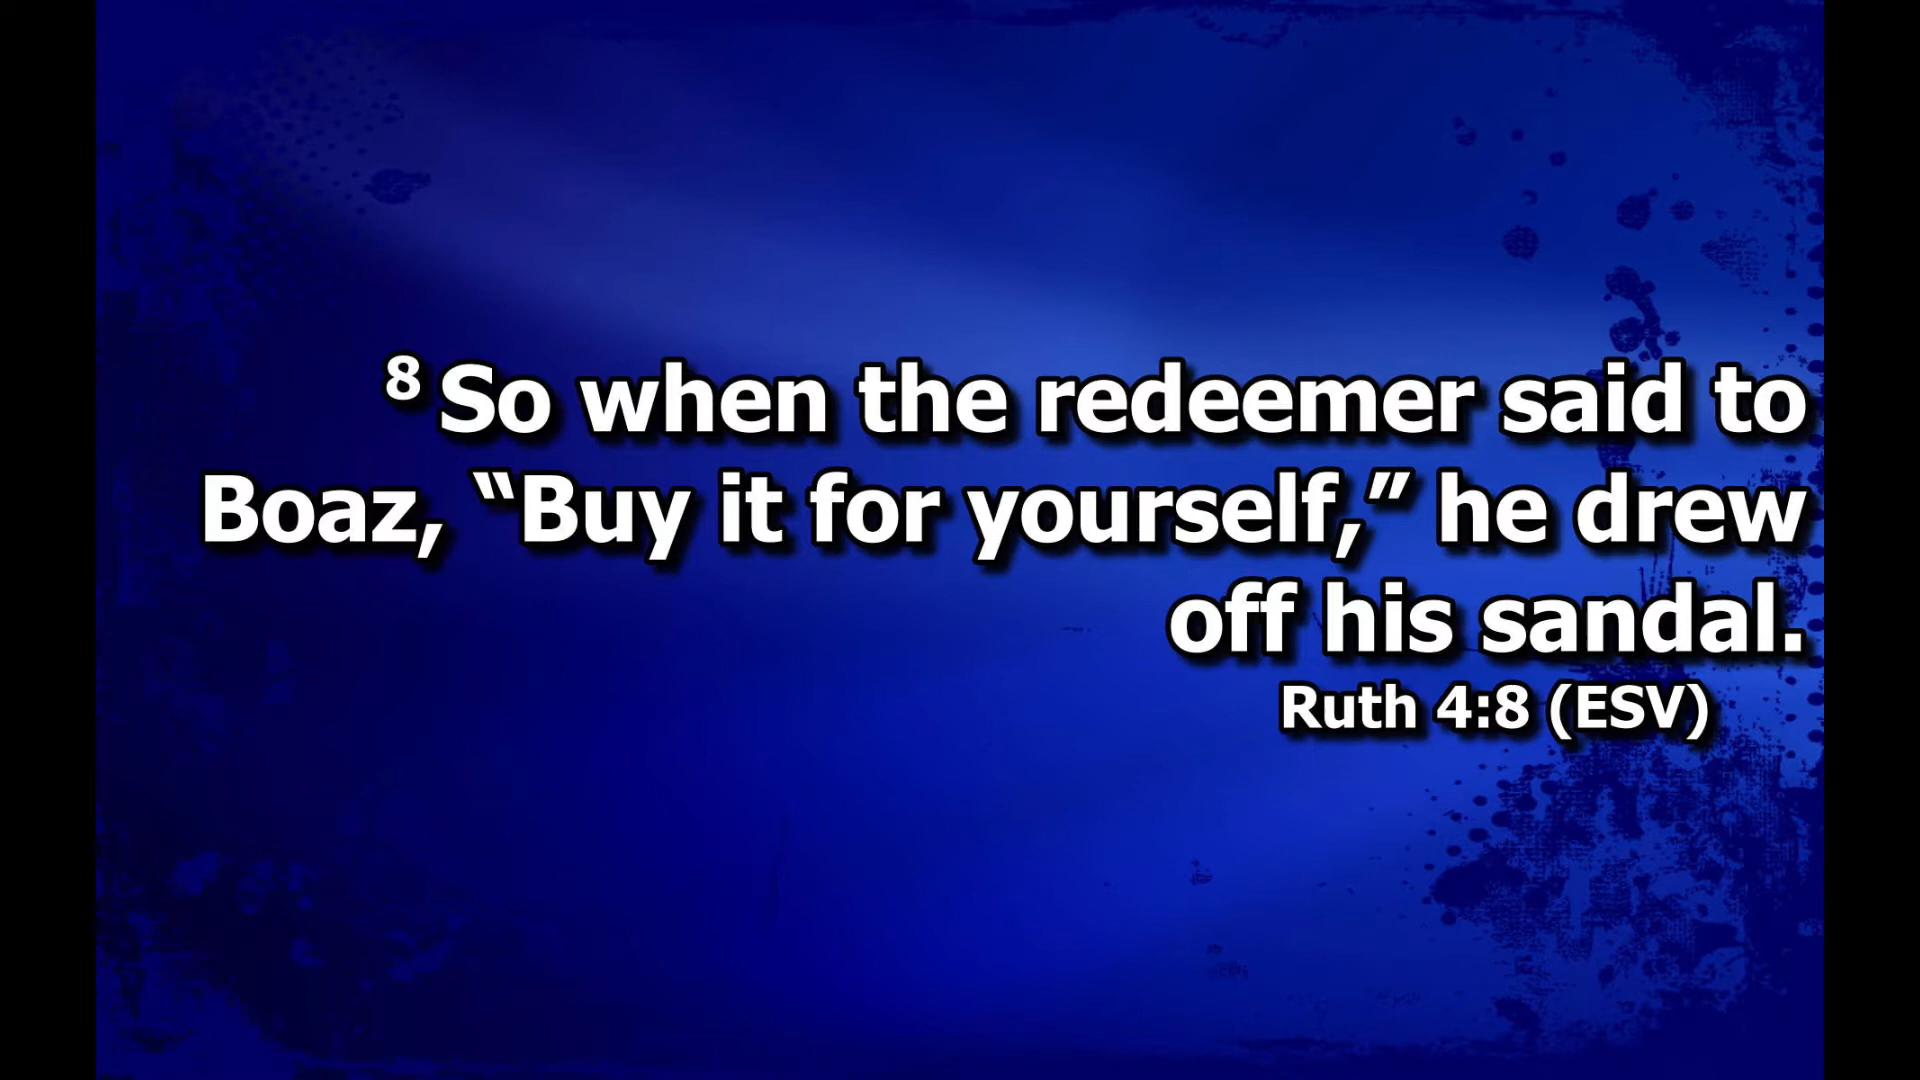 8 So when the redeemer said to
Boaz, “Buy it for yourself,” he drew
off his sandal.
Ruth 4:8 (ESV)